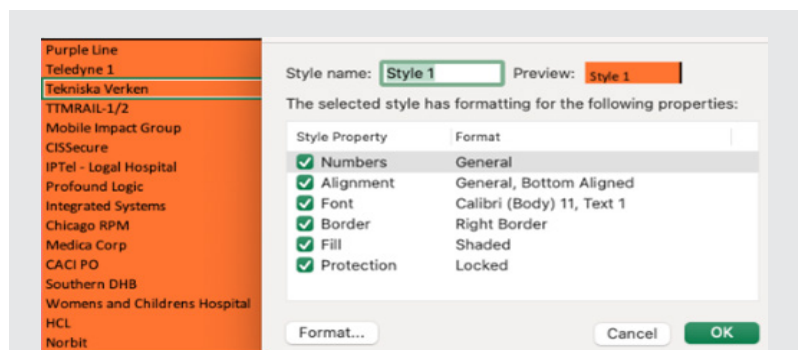 Purple Line
Teledyne 1
Tekniska Verken
TTMRAIL-1/2
Mobile Impact Group
CISSecure
IPTel - Logal Hospital
Profound Logic
Integrated Systems
Chicago RPM
Medica Corp
CACI PO
Southern DHB
Womens and Childrens Hospital
HCL
Norbit
Style name: Style 1 Preview: Style 1
The selected style has formatting for the following properties:
Style Property Format
Numbers General
Alignment General, Bottom Aligned
Font Calibri (Body) 11, Text 1
Border Right Border
Fill Shaded
Protection Locked
Format... Cancel OK